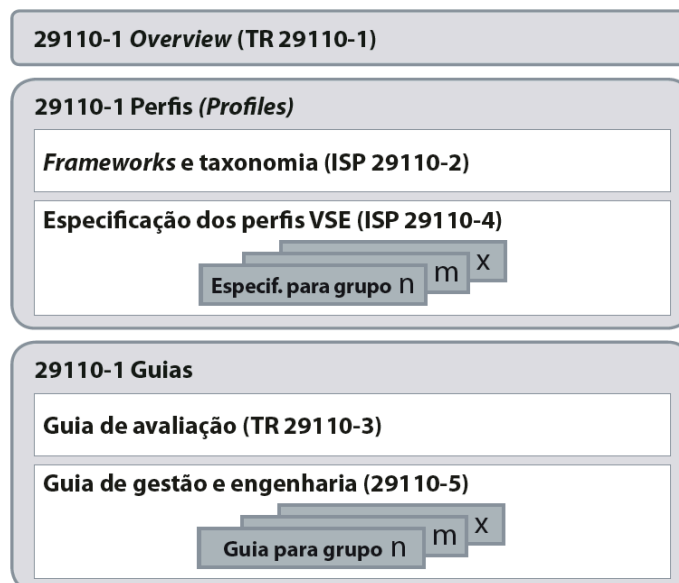 29110-1 Overview (TR 29110-1)
29110-1 Perfis (Profiles)
Frameworks e taxonomia (ISP 29110-2)
Especificação dos perfis VSE (ISP 29110-4)
x
m
Especif. para grupo n
29110-1 Guias
Guia de avaliação (TR 29110-3)
Guia de gestão e engenharia (29110-5)
x
m
Guia para grupo n